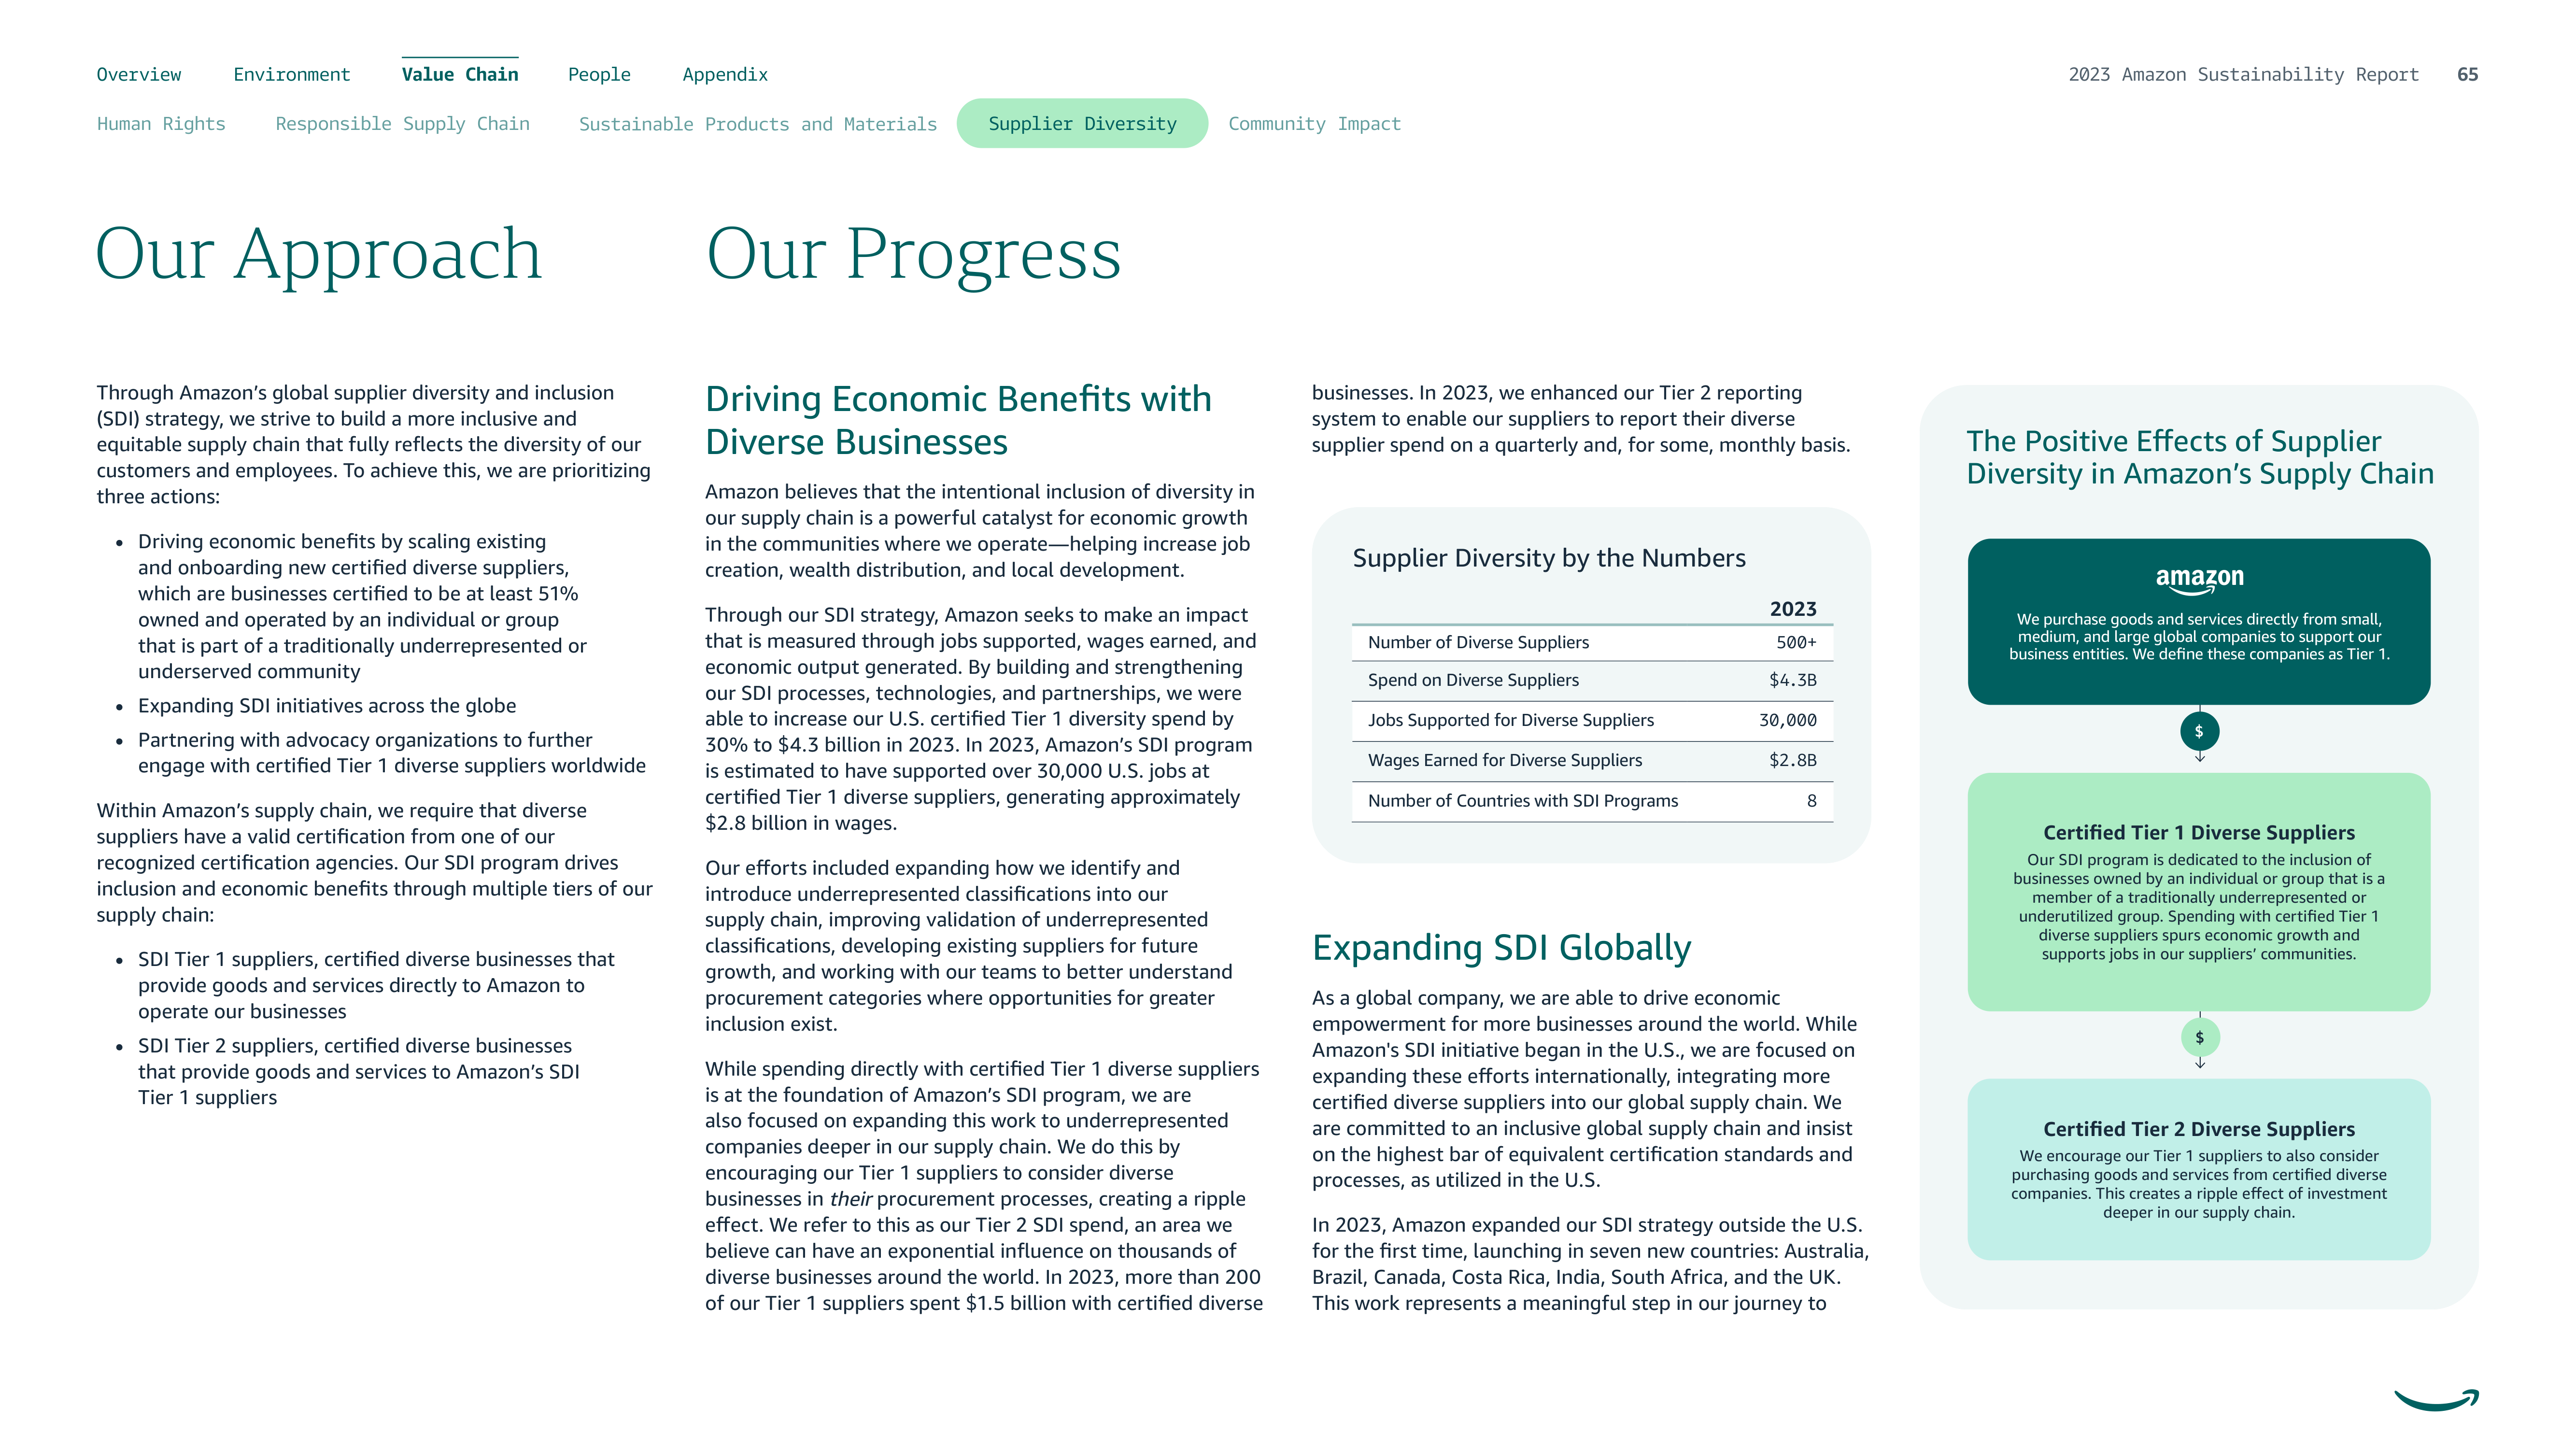 Overview Environment Value Chain People Appendix
2023 Amazon Sustainability Report 65
Human Rights Responsible Supply Chain Sustainable Products and Materials Supplier Diversity Community Impact
Our Approach
Through Amazon’s global supplier diversity and inclusion
(SDI) strategy, we strive to build a more inclusive and
equitable supply chain that fully reflects the diversity of our
customers and employees. To achieve this, we are prioritizing
three actions:
• Driving economic benefits by scaling existing
and onboarding new certified diverse suppliers,
which are businesses certified to be at least 51%
owned and operated by an individual or group
that is part of a traditionally underrepresented or
underserved community
• Expanding SDI initiatives across the globe
• Partnering with advocacy organizations to further
engage with certified Tier 1 diverse suppliers worldwide
Within Amazon’s supply chain, we require that diverse
suppliers have a valid certification from one of our
recognized certification agencies. Our SDI program drives
inclusion and economic benefits through multiple tiers of our
supply chain:
• SDI Tier 1 suppliers, certified diverse businesses that
provide goods and services directly to Amazon to
operate our businesses
• SDI Tier 2 suppliers, certified diverse businesses
that provide goods and services to Amazon’s SDI
Tier 1 suppliers
Our Progress
Driving Economic Benefits with
Diverse Businesses
Amazon believes that the intentional inclusion of diversity in
our supply chain is a powerful catalyst for economic growth
in the communities where we operate—helping increase job
creation, wealth distribution, and local development.
Through our SDI strategy, Amazon seeks to make an impact
that is measured through jobs supported, wages earned, and
economic output generated. By building and strengthening
our SDI processes, technologies, and partnerships, we were
able to increase our U.S. certified Tier 1 diversity spend by
30% to $4.3 billion in 2023. In 2023, Amazon’s SDI program
is estimated to have supported over 30,000 U.S. jobs at
certified Tier 1 diverse suppliers, generating approximately
$2.8 billion in wages.
Our efforts included expanding how we identify and
introduce underrepresented classifications into our
supply chain, improving validation of underrepresented
classifications, developing existing suppliers for future
growth, and working with our teams to better understand
procurement categories where opportunities for greater
inclusion exist.
While spending directly with certified Tier 1 diverse suppliers
is at the foundation of Amazon’s SDI program, we are
also focused on expanding this work to underrepresented
companies deeper in our supply chain. We do this by
encouraging our Tier 1 suppliers to consider diverse
businesses in their procurement processes, creating a ripple
effect. We refer to this as our Tier 2 SDI spend, an area we
believe can have an exponential influence on thousands of
diverse businesses around the world. In 2023, more than 200
of our Tier 1 suppliers spent $1.5 billion with certified diverse
businesses. In 2023, we enhanced our Tier 2 reporting
system to enable our suppliers to report their diverse
supplier spend on a quarterly and, for some, monthly basis.
Supplier Diversity by the Numbers
2023
Number of Diverse Suppliers 500+
Spend on Diverse Suppliers $4.3B
Jobs Supported for Diverse Suppliers 30,000
Wages Earned for Diverse Suppliers $2.8B
Number of Countries with SDI Programs 8
Expanding SDI Globally
As a global company, we are able to drive economic
empowerment for more businesses around the world. While
Amazon's SDI initiative began in the U.S., we are focused on
expanding these efforts internationally, integrating more
certified diverse suppliers into our global supply chain. We
are committed to an inclusive global supply chain and insist
on the highest bar of equivalent certification standards and
processes, as utilized in the U.S.
In 2023, Amazon expanded our SDI strategy outside the U.S.
for the first time, launching in seven new countries: Australia,
Brazil, Canada, Costa Rica, India, South Africa, and the UK.
This work represents a meaningful step in our journey to
The Positive Effects of Supplier
Diversity in Amazon’s Supply Chain
amazon
We purchase goods and services directly from small,
medium, and large global companies to support our
business entities. We define these companies as Tier 1.
$
Certified Tier 1 Diverse Suppliers
Our SDI program is dedicated to the inclusion of
businesses owned by an individual or group that is a
member of a traditionally underrepresented or
underutilized group. Spending with certified Tier 1
diverse suppliers spurs economic growth and
supports jobs in our suppliers’ communities.
$
Certified Tier 2 Diverse Suppliers
We encourage our Tier 1 suppliers to also consider
purchasing goods and services from certified diverse
companies. This creates a ripple effect of investment
deeper in our supply chain.